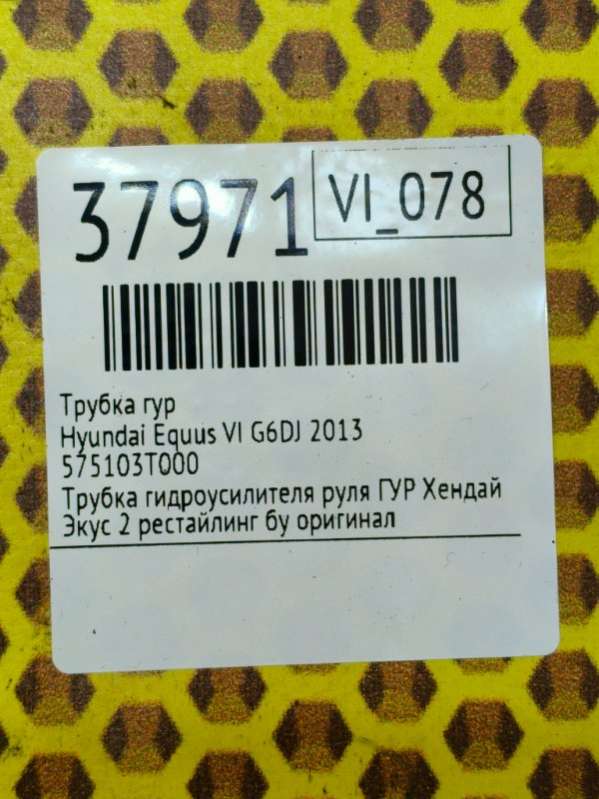 37971
VI_078
Трубка гур
Hyundai Equus VI G6DJ 2013
575103T000
Трубка гидроусилителя руля ГУР Хендай
Экус 2 рестайлинг бу оригинал